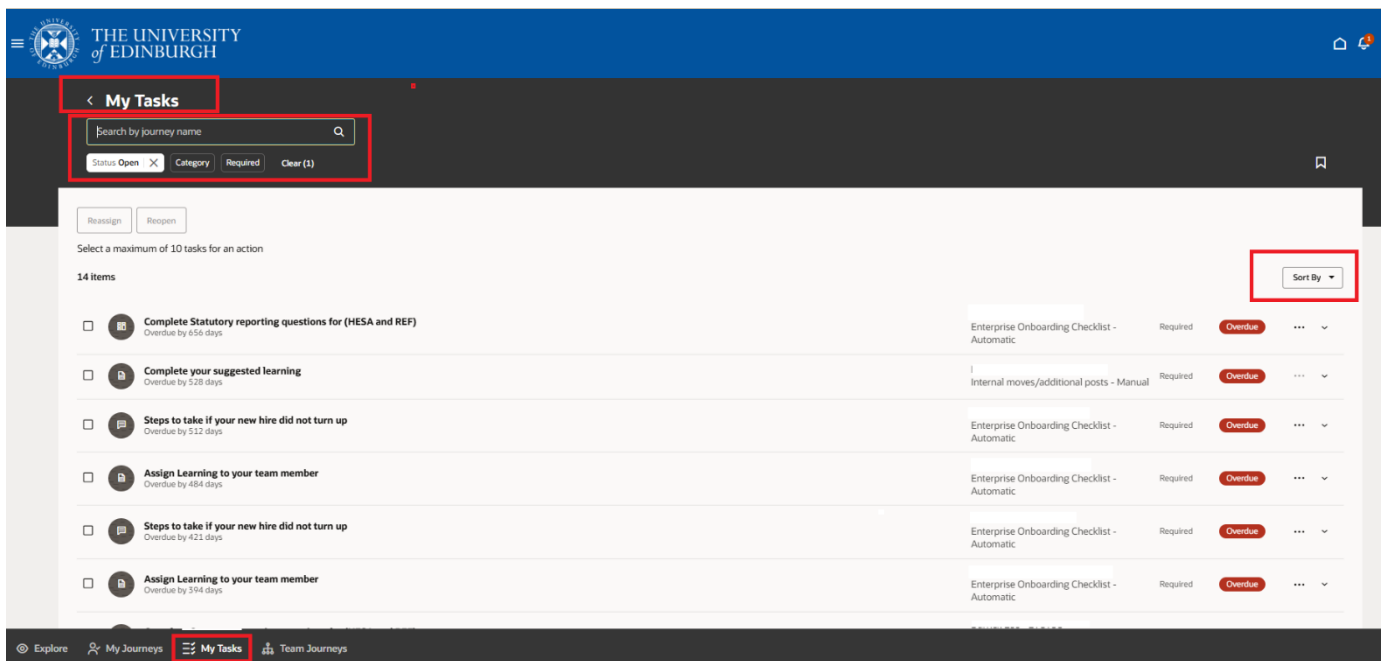 THE UNIVERSITY
of EDINBURGH
1
My Tasks
Search by journey name
Status Open Category Required Clear (1)
Reassign Reopen
Select a maximum of 10 tasks for an action
14 items
Sort By
Complete Statutory reporting questions for (HESA and REF)
Overdue by 656 days
Enterprise Onboarding Checklist -
Automatic
Required
Overdue
Complete your suggested learning
Overdue by 528 days
Internal moves/additional posts - Manual
Required
Overdue
Steps to take if your new hire did not turn up
Overdue by 512 days
Enterprise Onboarding Checklist -
Automatic
Required
Overdue
Assign Learning to your team member
Overdue by 484 days
Enterprise Onboarding Checklist -
Automatic
Required
Overdue
Steps to take if your new hire did not turn up
Overdue by 421 days
Enterprise Onboarding Checklist -
Automatic
Required
Overdue
Assign Learning to your team member
Overdue by 394 days
Enterprise Onboarding Checklist -
Automatic
Required
Overdue
Explore My Journeys My Tasks Team Journeys